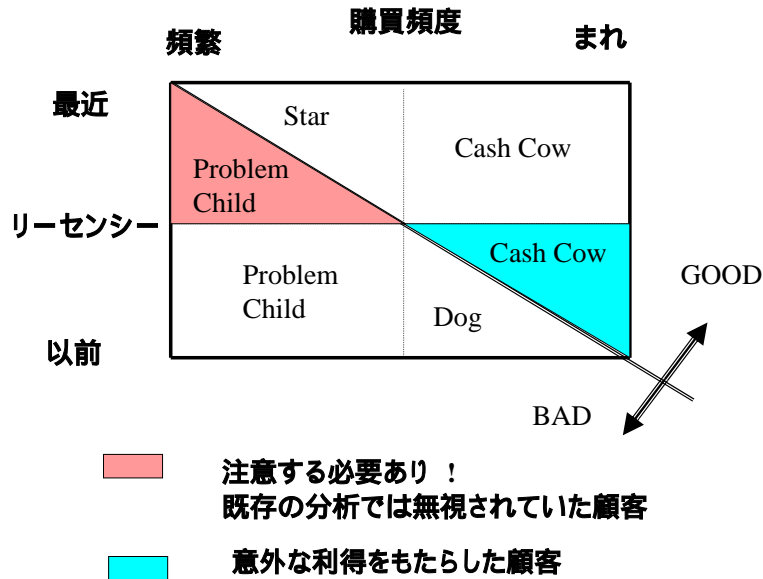 購買頻度
頻繁
まれ
最近
Star
Cash Cow
Problem
Child
リーセンシー
Cash Cow
Problem
Child
GOOD
Dog
以前
BAD
注意する必要あり !
既存の分析では無視されていた顧客
意外な利得をもたらした顧客